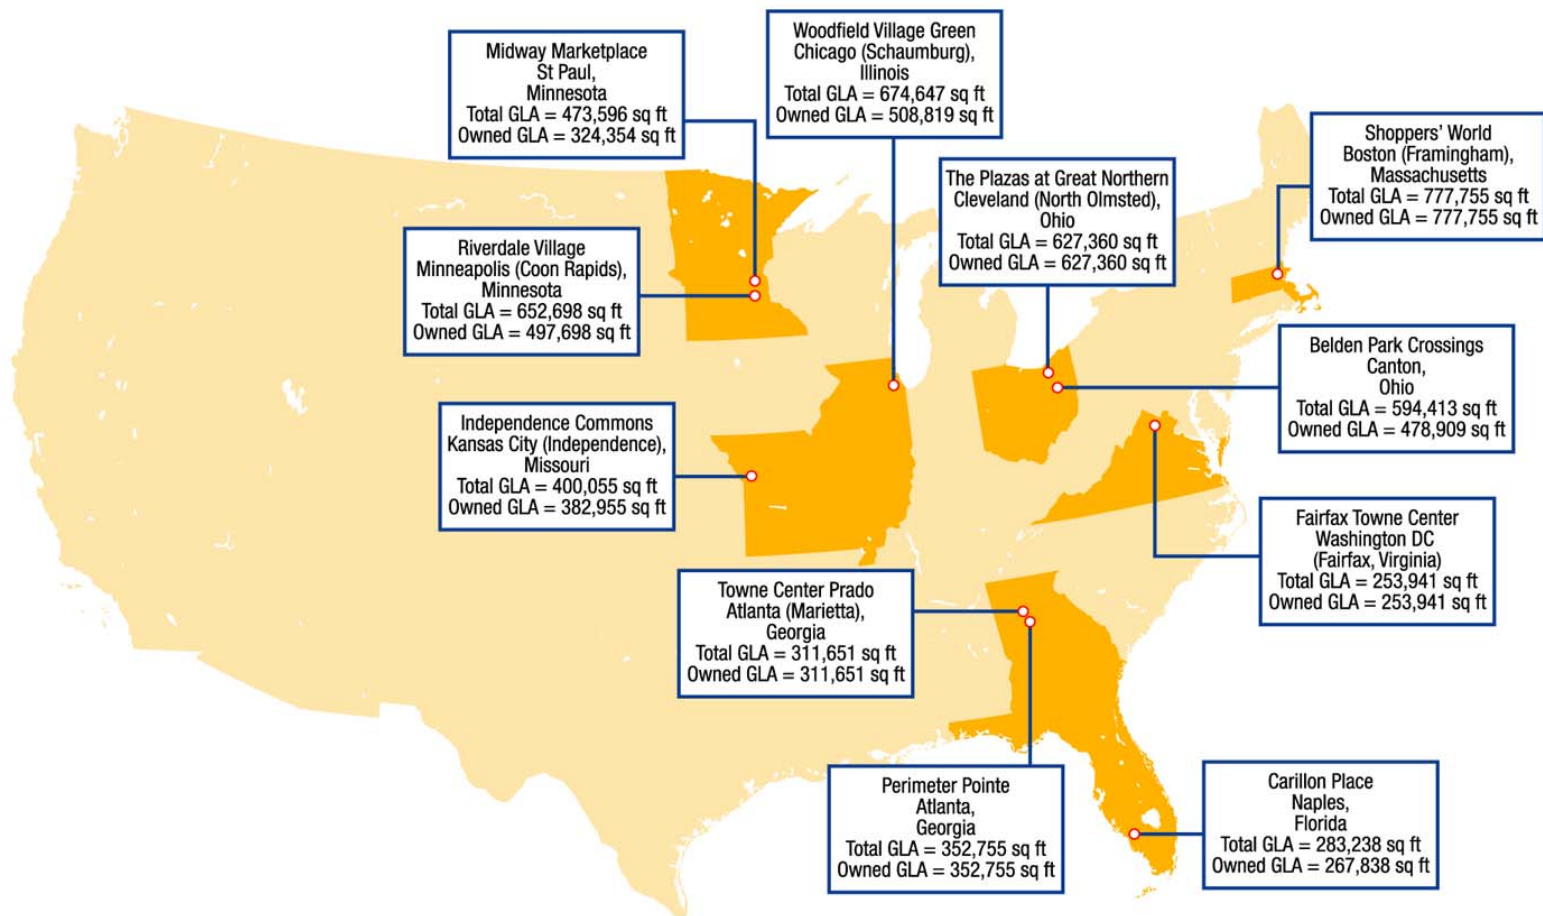 Midway Marketplace
St Paul,
Minnesota
Total GLA = 473,596 sq ft
Owned GLA = 324,354 sq ft
Woodfield Village Green
Chicago (Schaumburg),
Illinois
Total GLA = 674,647 sq ft
Owned GLA = 508,819 sq ft
Shoppers' World
Boston (Framingham),
Massachusetts
Total GLA = 777,755 sq ft
Owned GLA = 777,755 sq ft
The Plazas at Great Northern
Cleveland (North Olmsted),
Ohio
Total GLA = 627,360 sq ft
Owned GLA = 627,360 sq ft
Riverdale Village
Minneapolis (Coon Rapids),
Minnesota
Total GLA = 652,698 sq ft
Owned GLA = 497,698 sq ft
Belden Park Crossings
Canton,
Ohio
Total GLA = 594,413 sq ft
Owned GLA = 478,909 sq ft
Independence Commons
Kansas City (Independence),
Missouri
Total GLA = 400,055 sq ft
Owned GLA = 382,955 sq ft
Fairfax Towne Center
Washington DC
(Fairfax, Virginia)
Total GLA = 253,941 sq ft
Owned GLA = 253,941 sq ft
Towne Center Prado
Atlanta (Marietta),
Georgia
Total GLA = 311,651 sq ft
Owned GLA = 311,651 sq ft
Perimeter Pointe
Atlanta,
Georgia
Total GLA = 352,755 sq ft
Owned GLA = 352,755 sq ft
Carillon Place
Naples,
Florida
Total GLA = 283,238 sq ft
Owned GLA = 267,838 sq ft